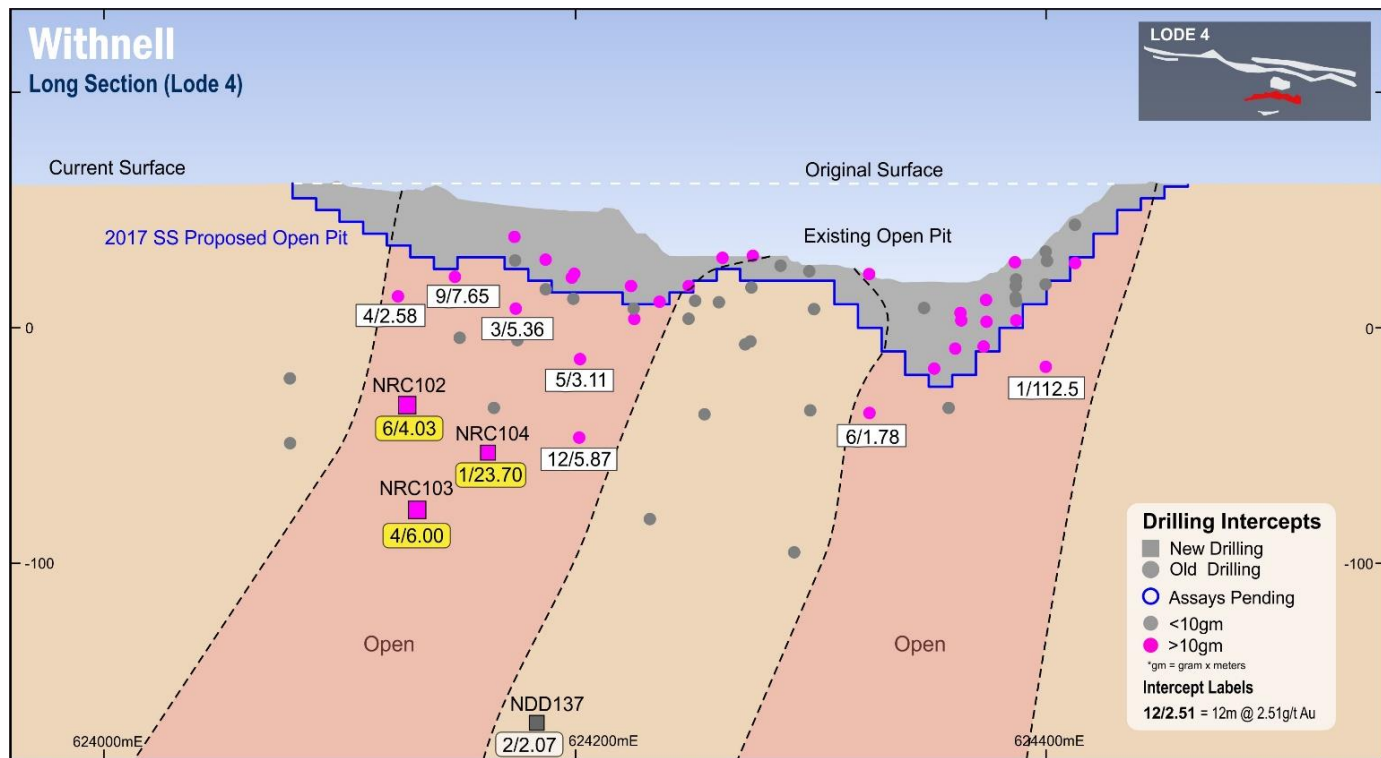 Withnell
Long Section (Lode 4)
LODE 4
Current Surface
Original Surface
2017 SS Proposed Open Pit
Existing Open Pit
9/7.65
4/2.58
3/5.36
0
0
5/3.11
1/112.5
NRC102
6/4.03
6/1.78
NRC104
12/5.87
1/23.70
NRC103
4/6.00
Drilling Intercepts
New Drilling
Old Drilling
-100
-100
Assays Pending
<10gm
>10gm
*gm = gram x meters
Intercept Labels
12/2.51 = 12m @ 2.51g/t Au
Open
Open
NDD137
2/2.07
624000mE
624200mE
624400mE